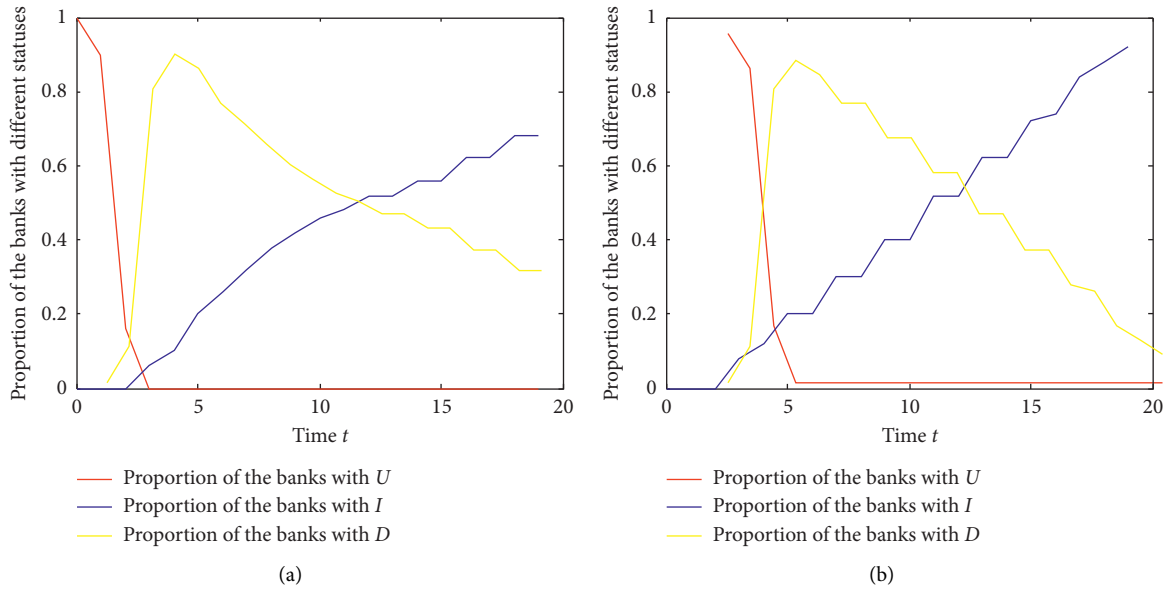 Proportion of the banks with different statuses
1
0.8
0.6
0.4
0.2
0
0
5
10
15
20
Time t
Proportion of the banks with U
Proportion of the banks with I
Proportion of the banks with D
(a)
Proportion of the banks with different statuses
1
0.8
0.6
0.4
0.2
0
0
5
10
15
20
Time t
Proportion of the banks with U
Proportion of the banks with I
Proportion of the banks with D
(b)